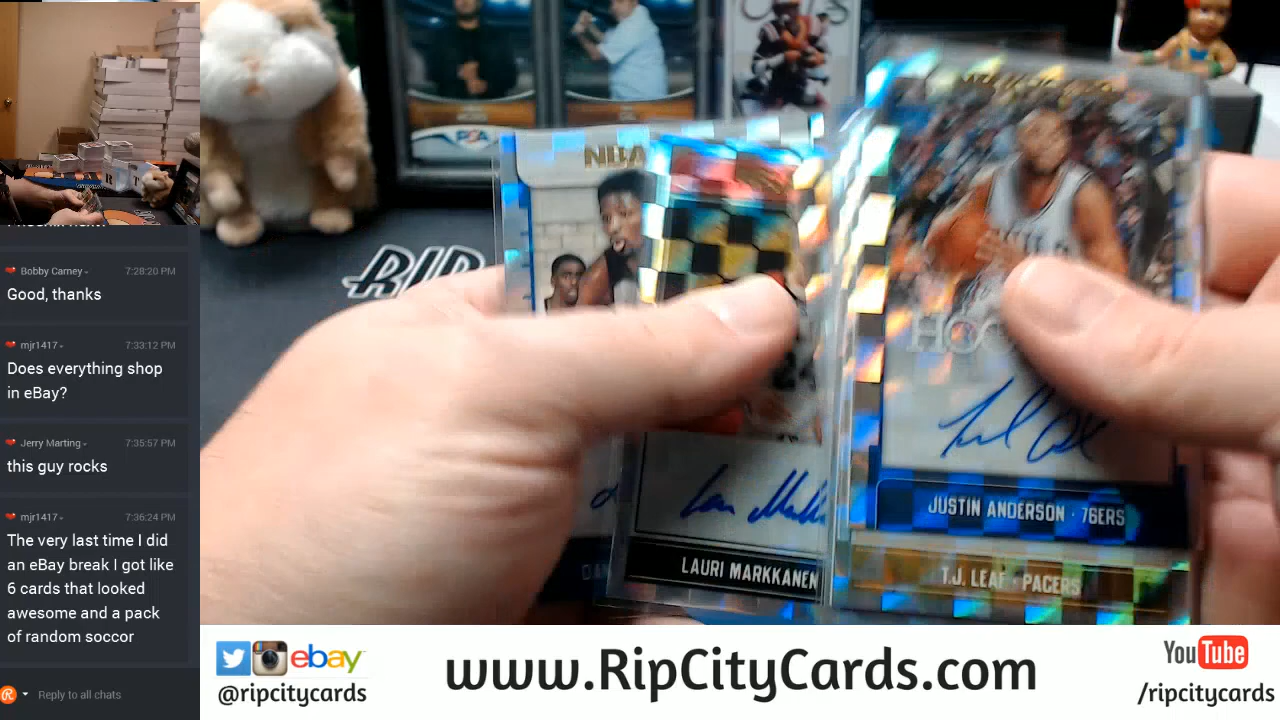 Bobby Carney
7:28:20 PM
Good, thanks
mjr1417
7:33:12 PM
Does everything shop
in eBay?
Jerry Marting
7:35:57 PM
this guy rocks
mjr1417
7:36:24 PM
The very last time I did
an eBay break I got like
6 cards that looked
awesome and a pack
of random soccor
Reply to all chats
PSA
NBA
RIP
HOO
JUSTIN ANDERSON · 76ERS
LAURI MARKKANEN
T.J. LEAF · PACERS
ebay
@ripcitycards
www.RipCityCards.com
YouTube
/ripcitycards